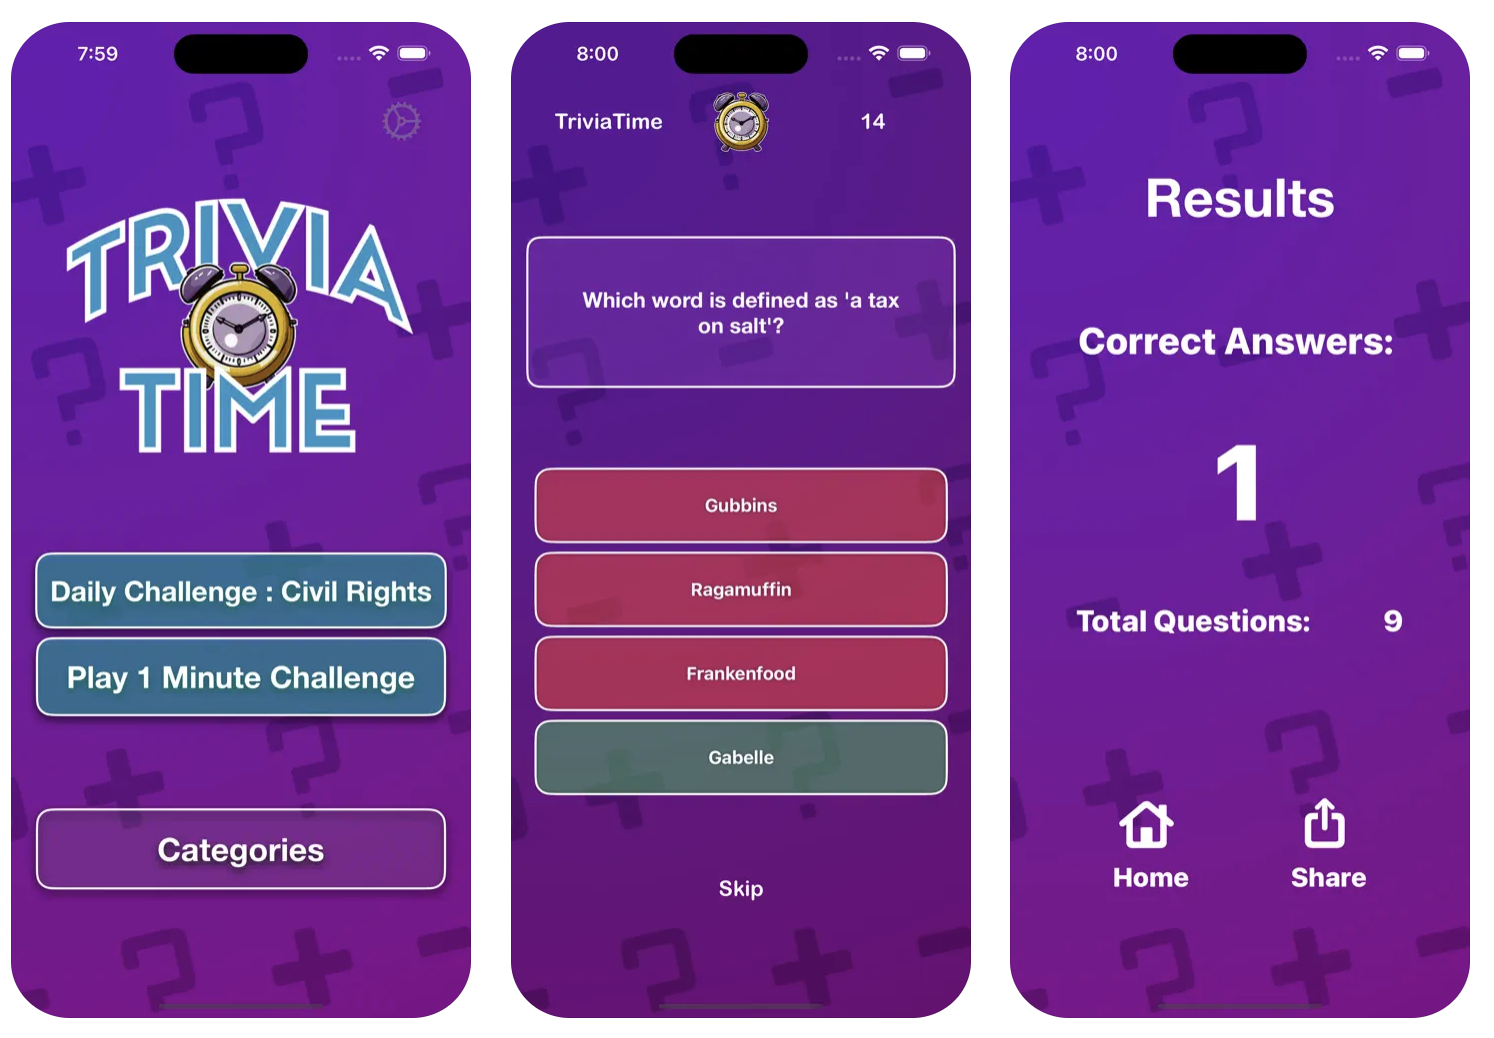 7:59
TRIVIA
TIME
Daily Challenge : Civil Rights
Play 1 Minute Challenge
Categories
8:00
TriviaTime
14
Which word is defined as 'a tax
on salt'?
Gubbins
Ragamuffin
Frankenfood
Gabelle
Skip
8:00
Results
Correct Answers:
1
Total Questions: 9
Home Share